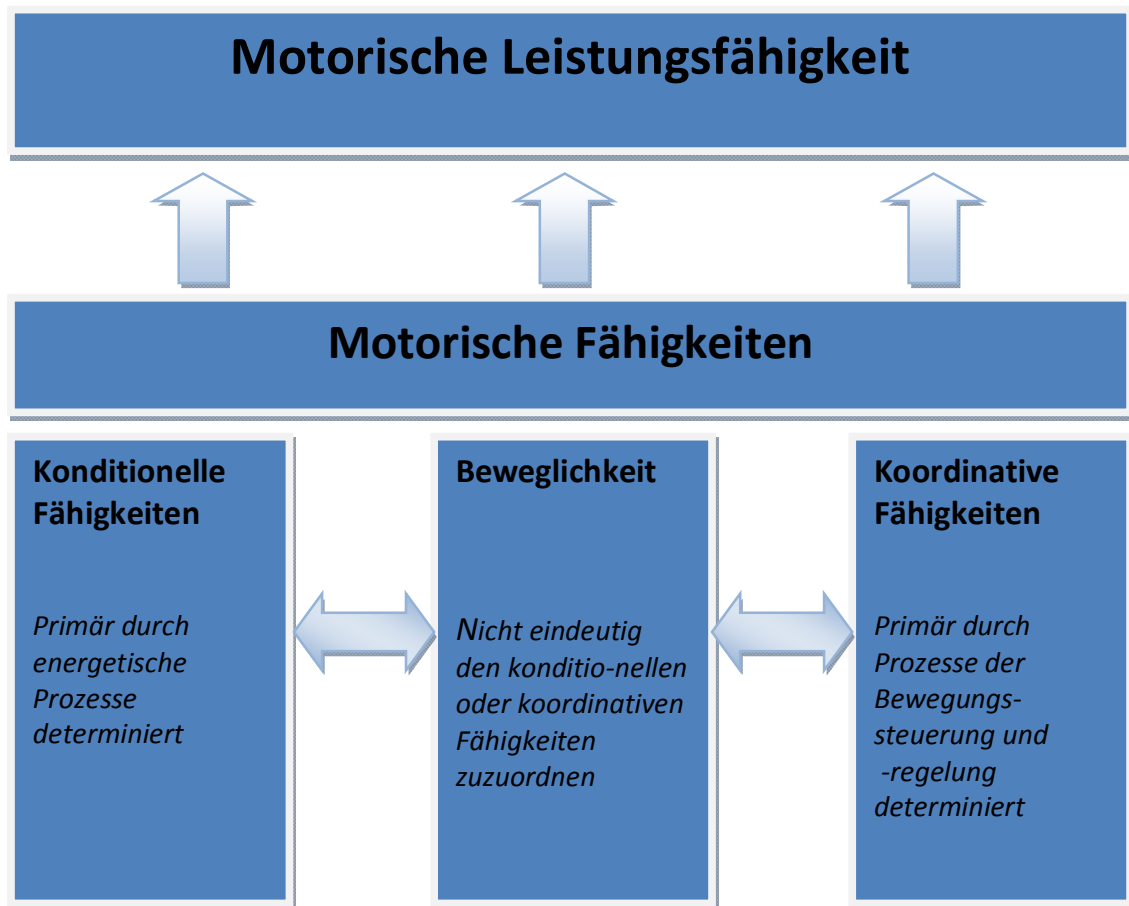 Motorische Leistungsfähigkeit
Motorische Fähigkeiten
Konditionelle
Fähigkeiten
Primär durch
energetische
Prozesse
determiniert
Beweglichkeit
Nicht eindeutig
den konditio-nellen
oder koordinativen
Fähigkeiten
zuzuordnen
Koordinative
Fähigkeiten
Primär durch
Prozesse der
Bewegungs-
steuerung und
-regelung
determiniert